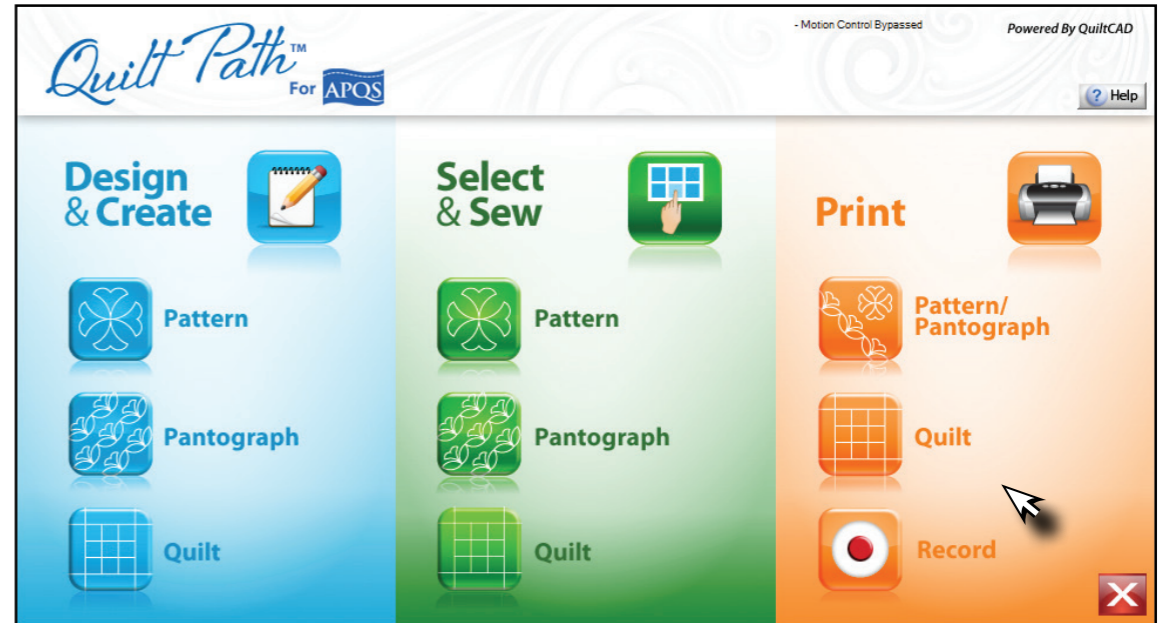 Quilt Path™
For APQS
- Motion Control Bypassed
Powered By QuiltCAD
? Help
Design
& Create
Pattern
Pantograph
Quilt
Select
& Sew
Pattern
Pantograph
Quilt
Print
Pattern/
Pantograph
Quilt
Record